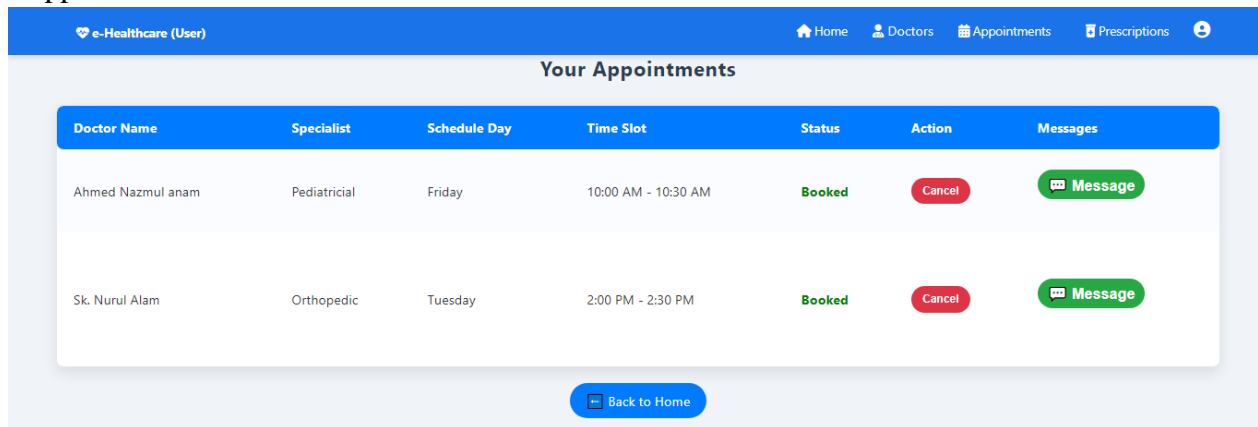 e-Healthcare (User) Home Doctors Appointments Prescriptions
Your Appointments
Doctor Name Specialist Schedule Day Time Slot Status Action Messages
Ahmed Nazmul anam Pediatricial Friday 10:00 AM - 10:30 AM Booked Cancel Message
Sk. Nurul Alam Orthopedic Tuesday 2:00 PM - 2:30 PM Booked Cancel Message
Back to Home